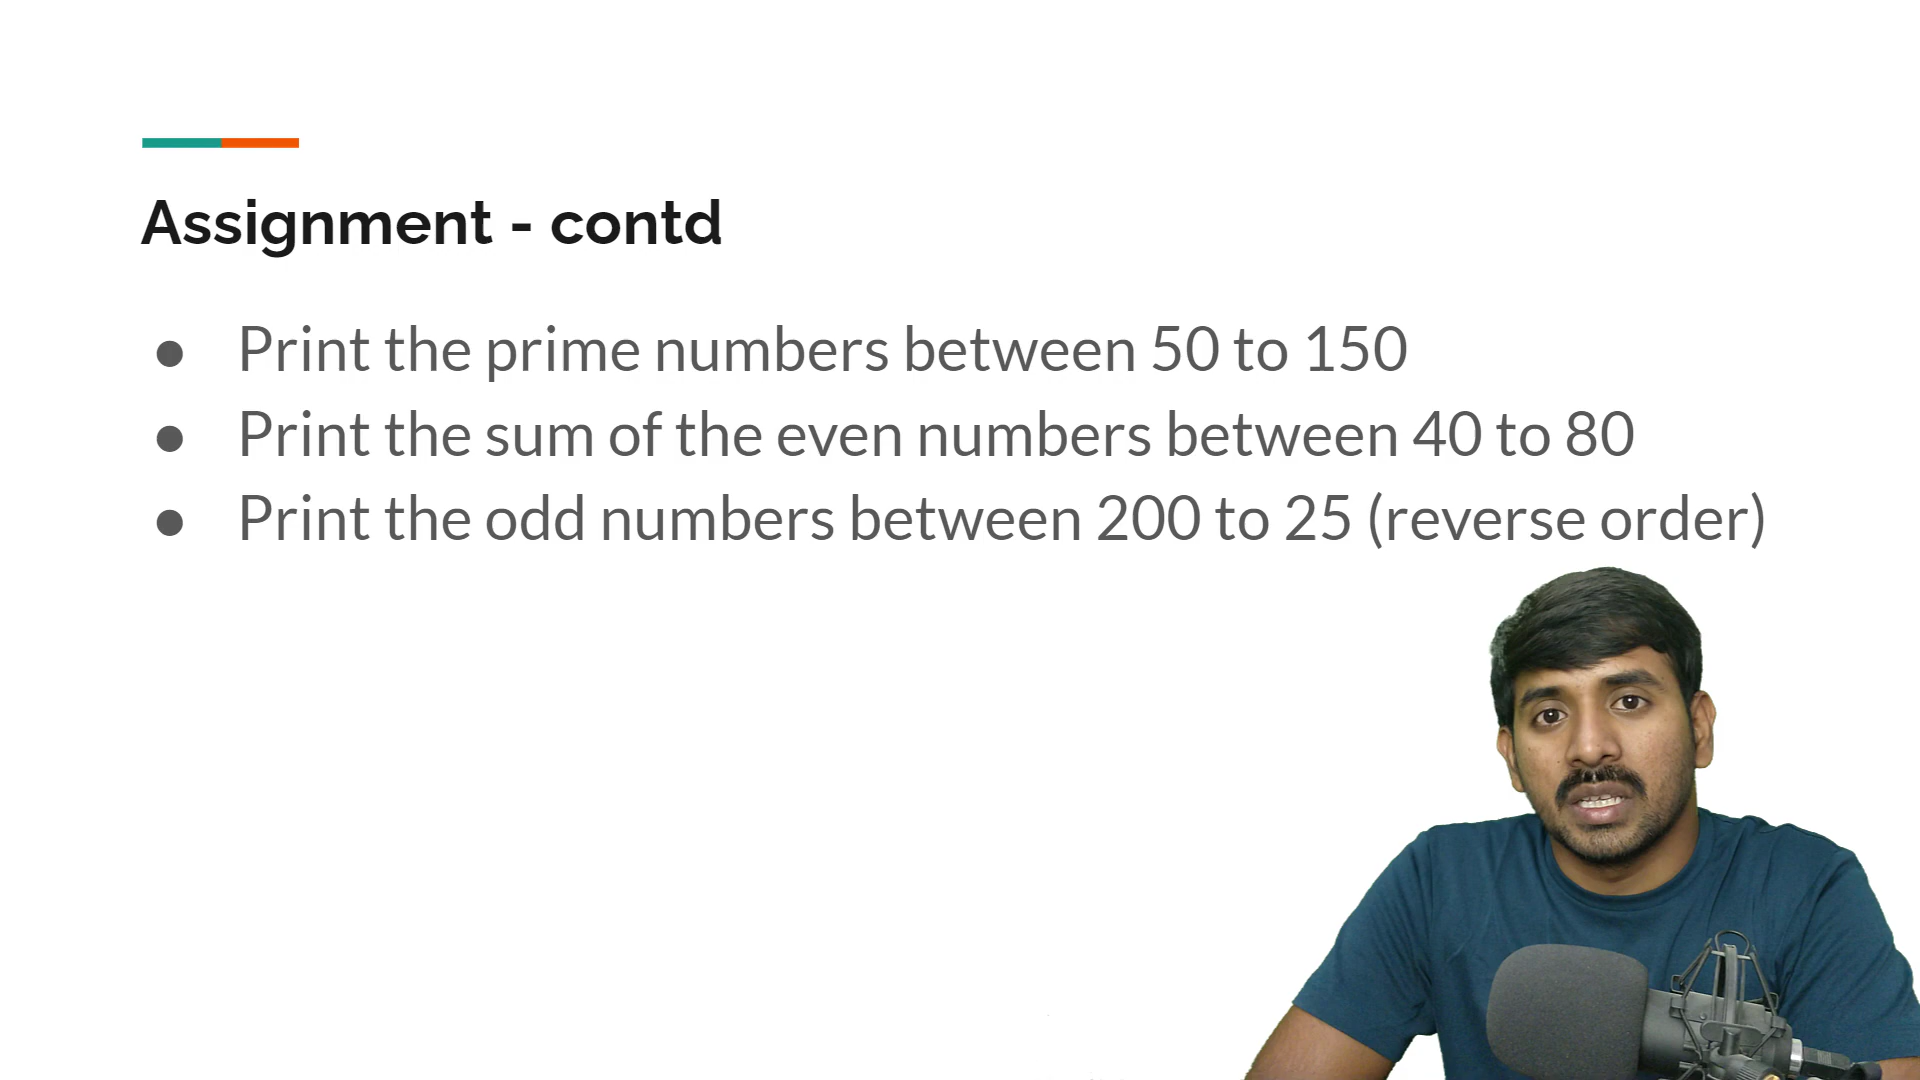 Assignment - contd
● Print the prime numbers between 50 to 150
● Print the sum of the even numbers between 40 to 80
● Print the odd numbers between 200 to 25 (reverse order)